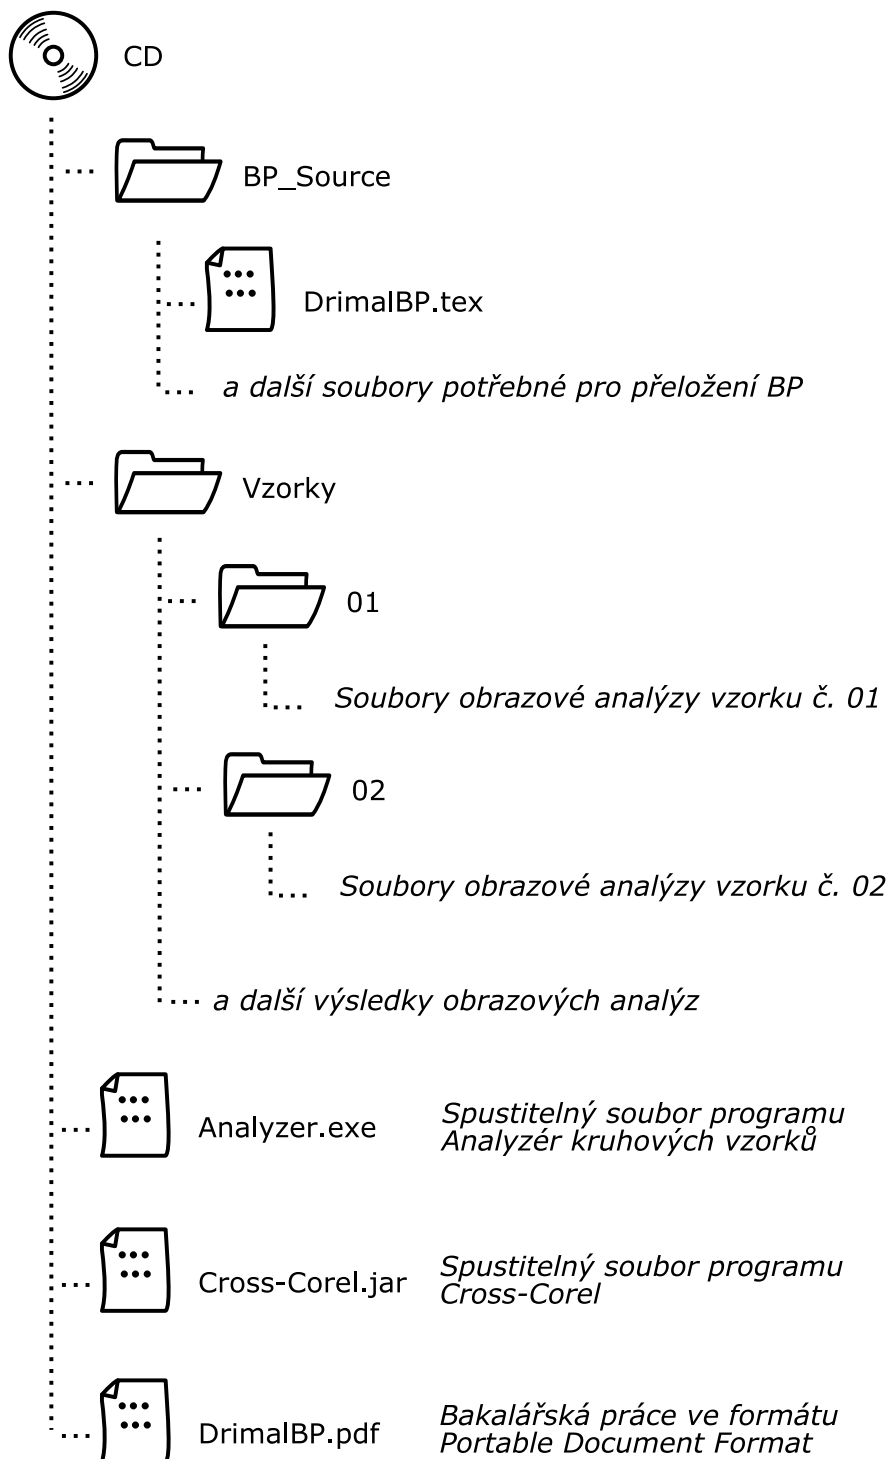 CD
BP_Source
DrimalBP.tex
a další soubory potřebné pro přeložení BP
Vzorky
01
Soubory obrazové analýzy vzorku č. 01
02
Soubory obrazové analýzy vzorku č. 02
a další výsledky obrazových analýz
Analyzer.exe
Spustitelný soubor programu
Analyzér kruhových vzorků
Cross-Corel.jar
Spustitelný soubor programu
Cross-Corel
DrimalBP.pdf
Bakalářská práce ve formátu
Portable Document Format